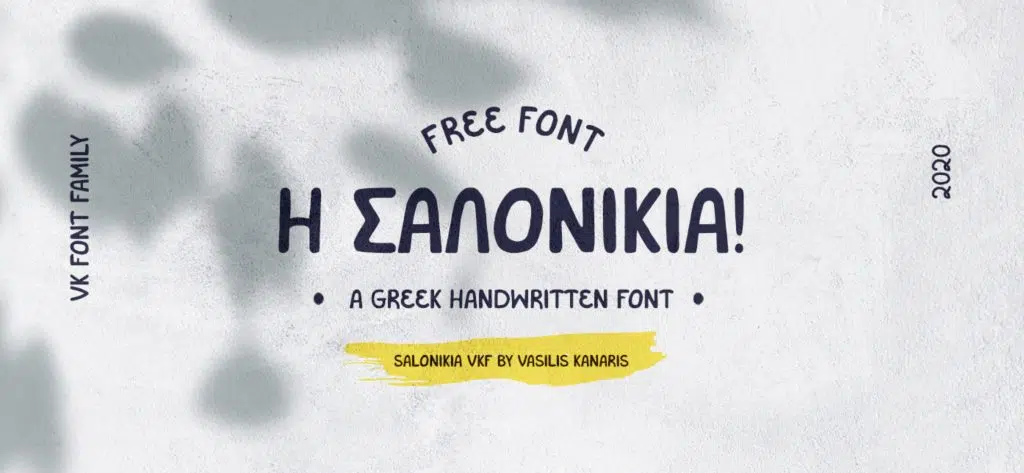 FREE FONT
VK FONT FAMILY
2020
Η ΣΑΛΟΝΙΚΙΑ!
• A GREEK HANDWRITTEN FONT •
SALONIKIA VKF BY VASILIS KANARIS